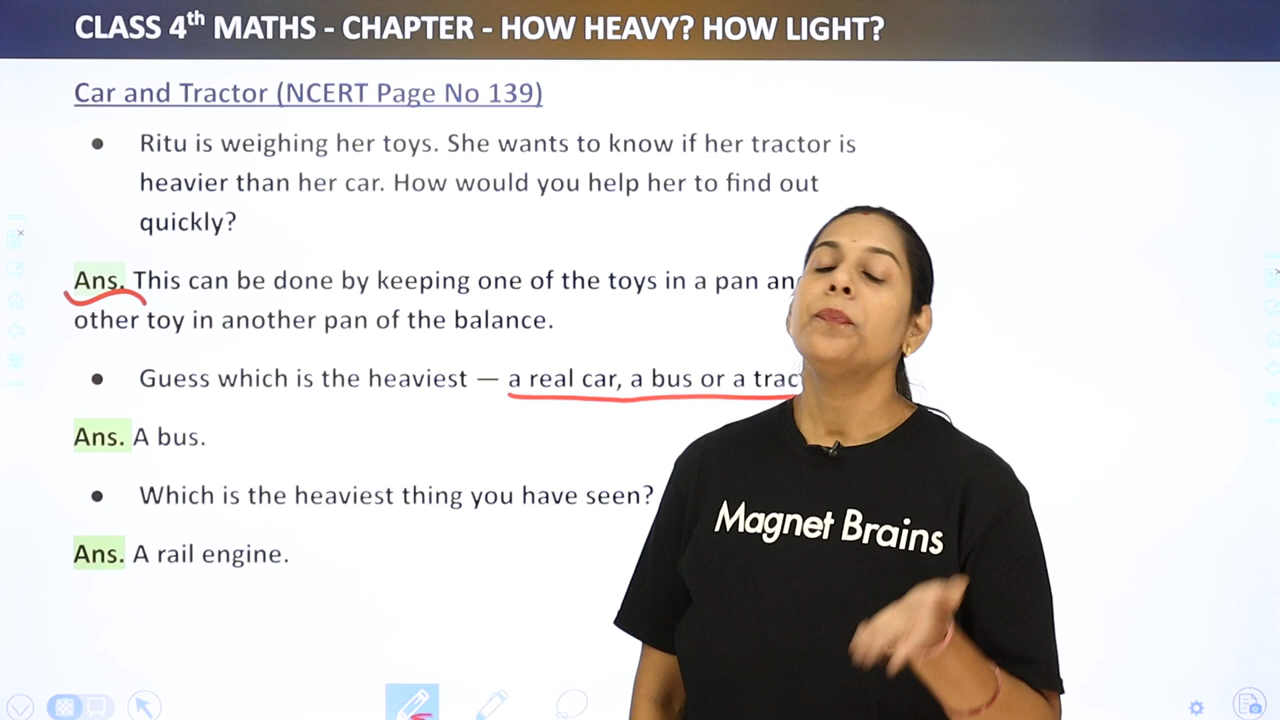 CLASS 4th MATHS - CHAPTER - HOW HEAVY? HOW LIGHT?
Car and Tractor (NCERT Page No 139)
• Ritu is weighing her toys. She wants to know if her tractor is
heavier than her car. How would you help her to find out
quickly?
Ans. This can be done by keeping one of the toys in a pan
other toy in another pan of the balance.
• Guess which is the heaviest — a real car, a bus or a
Ans. A bus.
• Which is the heaviest thing you have seen?
Ans. A rail engine.
Magnet Brains